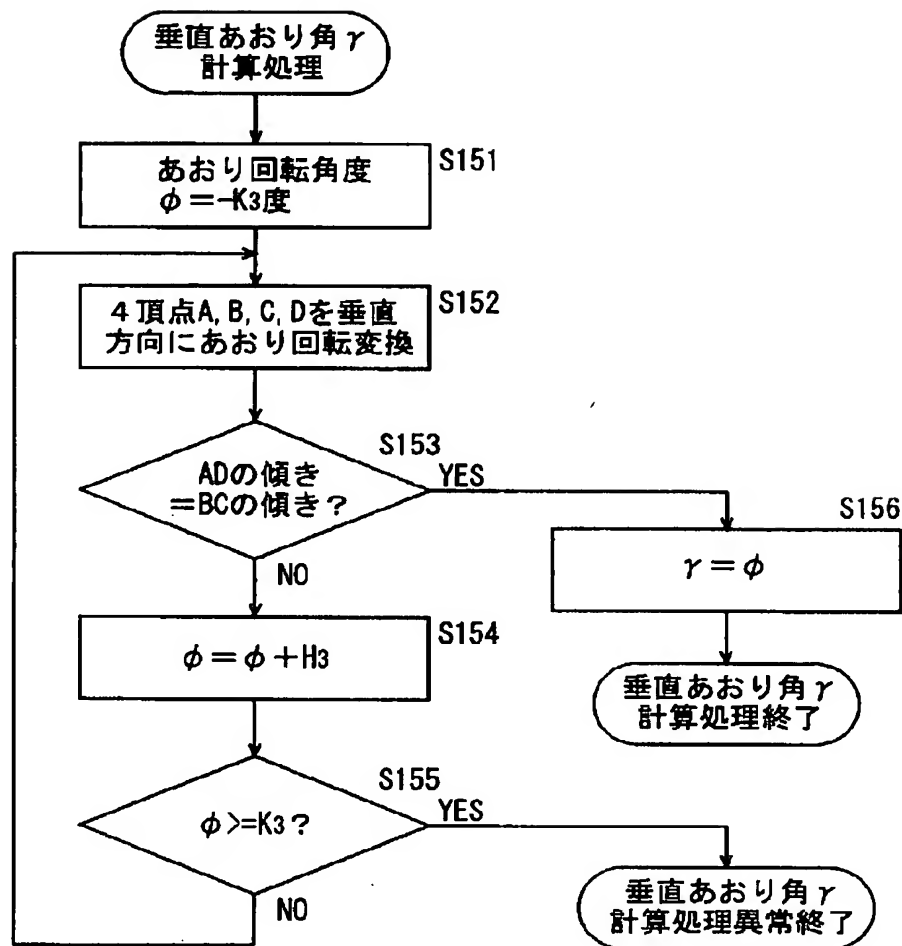 垂直あおり角γ
計算処理
S151
あおり回転角度
φ=-K3度
S152
4頂点A,B,C,Dを垂直
方向にあおり回転変換
S153
ADの傾き
=BCの傾き?
YES
NO
S156
γ=φ
S154
φ=φ+H3
垂直あおり角γ
計算処理終了
S155
φ>=K3?
YES
NO
垂直あおり角γ
計算処理異常終了